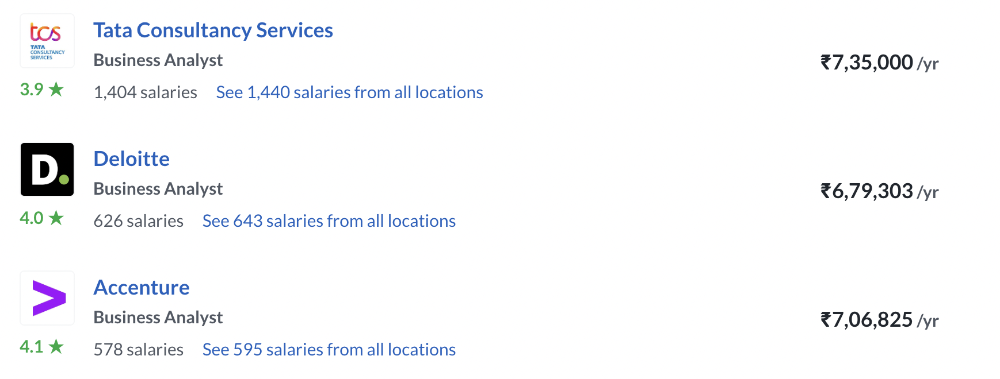 tcs
TATA
CONSULTANCY
SERVICES
Tata Consultancy Services
Business Analyst
₹7,35,000 /yr
3.9 ★
1,404 salaries See 1,440 salaries from all locations
D.
Deloitte
Business Analyst
₹6,79,303 /yr
4.0 ★
626 salaries See 643 salaries from all locations
Accenture
Business Analyst
₹7,06,825 /yr
4.1 ★
578 salaries See 595 salaries from all locations